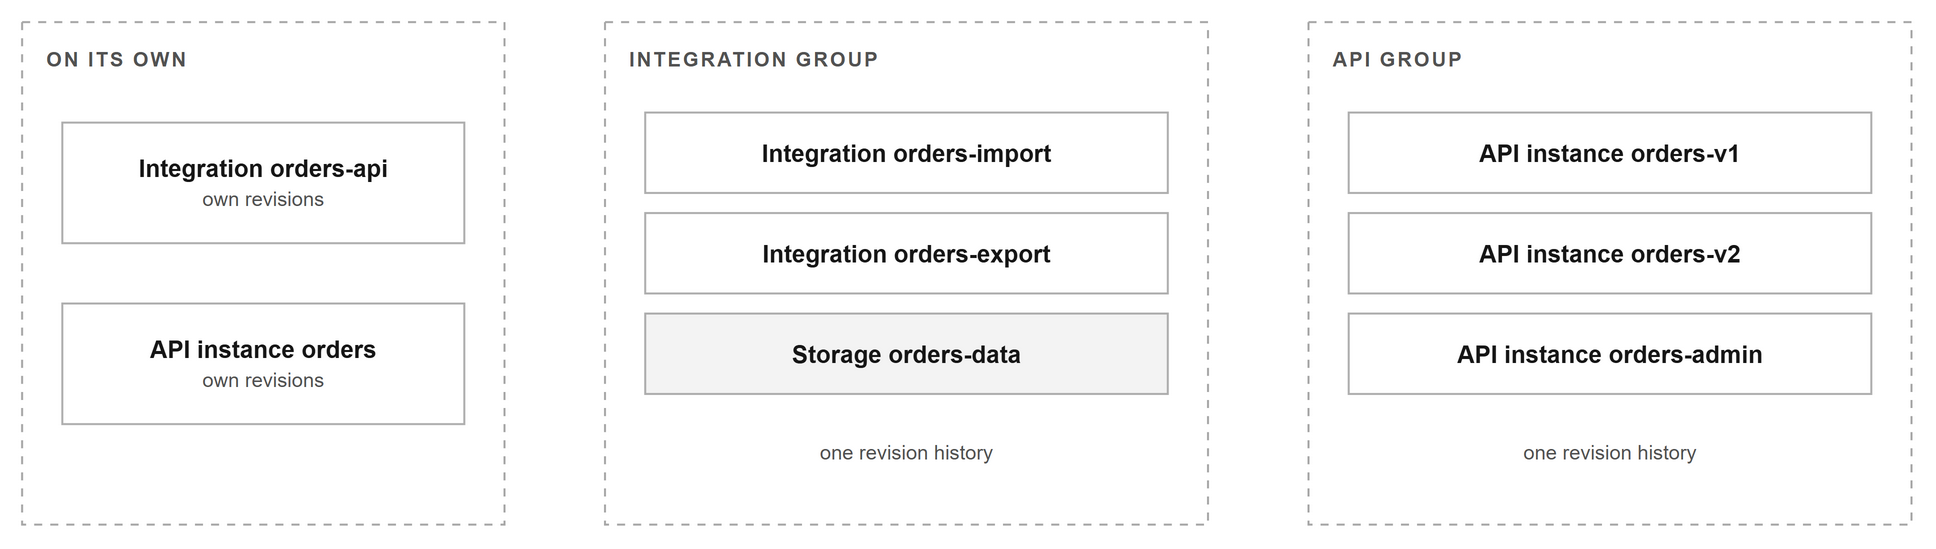 ON ITS OWN
Integration orders-api
own revisions
API instance orders
own revisions
INTEGRATION GROUP
Integration orders-import
Integration orders-export
Storage orders-data
one revision history
API GROUP
API instance orders-v1
API instance orders-v2
API instance orders-admin
one revision history